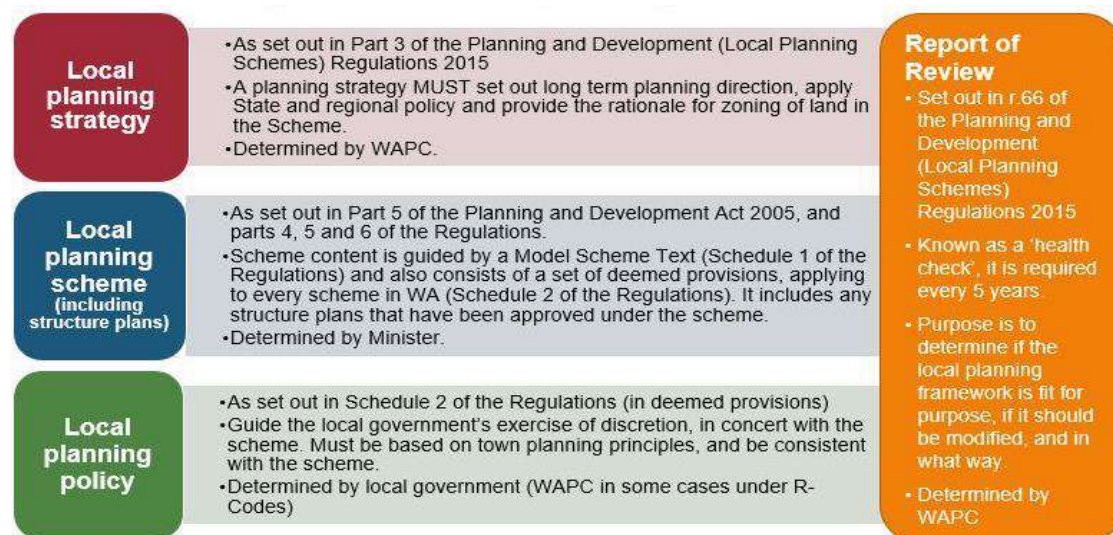 Local
planning
strategy
•As set out in Part 3 of the Planning and Development (Local Planning
Schemes) Regulations 2015
•A planning strategy MUST set out long term planning direction, apply
State and regional policy and provide the rationale for zoning of land in
the Scheme.
•Determined by WAPC.
Local
planning
scheme
(including
structure plans)
•As set out in Part 5 of the Planning and Development Act 2005, and
parts 4, 5 and 6 of the Regulations.
•Scheme content is guided by a Model Scheme Text (Schedule 1 of the
Regulations) and also consists of a set of deemed provisions, applying
to every scheme in WA (Schedule 2 of the Regulations). It includes any
structure plans that have been approved under the scheme.
•Determined by Minister.
Local
planning
policy
•As set out in Schedule 2 of the Regulations (in deemed provisions)
•Guide the local government's exercise of discretion, in concert with the
scheme. Must be based on town planning principles, and be consistent
with the scheme.
•Determined by local government (WAPC in some cases under R-
Codes)
Report of
Review
• Set out in r.66 of
the Planning and
Development
(Local Planning
Schemes)
Regulations 2015
• Known as a 'health
check', it is required
every 5 years.
• Purpose is to
determine if the
local planning
framework is fit for
purpose, if it should
be modified, and in
what way.
• Determined by
WAPC